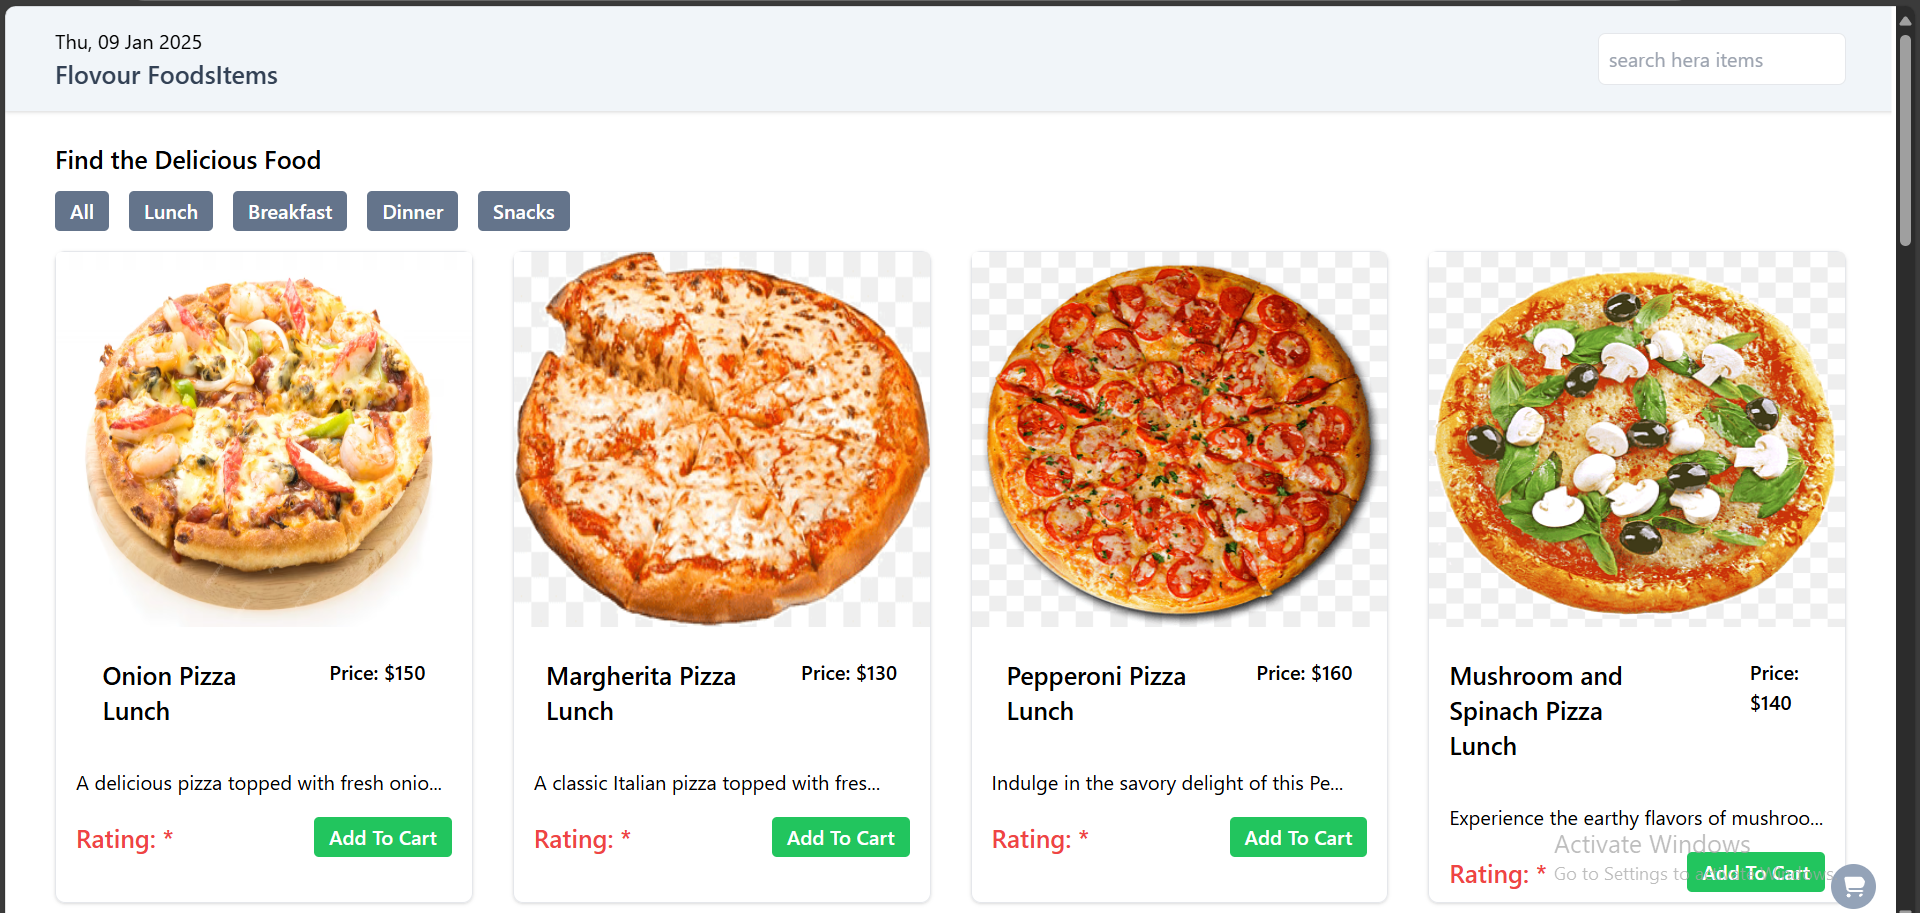 Thu, 09 Jan 2025
Flovour FoodsItems
search hera items
Find the Delicious Food
All
Lunch
Breakfast
Dinner
Snacks
Onion Pizza
Lunch
Price: $150
A delicious pizza topped with fresh onio...
Rating: *
Add To Cart
Margherita Pizza
Lunch
Price: $130
A classic Italian pizza topped with fres...
Rating: *
Add To Cart
Pepperoni Pizza
Lunch
Price: $160
Indulge in the savory delight of this Pe...
Rating: *
Add To Cart
Mushroom and
Spinach Pizza
Lunch
Price:
$140
Experience the earthy flavors of mushroo...
Rating: *
Add To Cart
Activate Windows
Go to Settings to activate Windows.